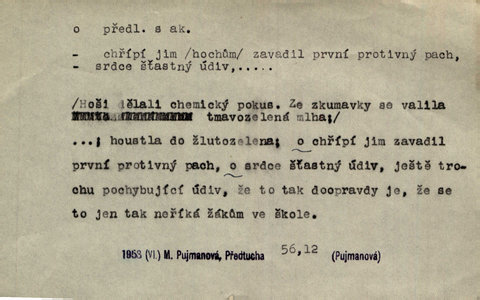 o předl. s ak.
- chřípí jim /hochům/ zavadil první protivný pach,
- srdce šťastný údiv,.....
/Hoši dělali chemický pokus. Ze zkumavky se valila
tmavozelená mlha;/
...; houstla do žlutozelena; o chřípí jim zavadil
první protivný pach, o srdce šťastný údiv, ještě tro-
chu pochybující údiv, že to tak doopravdy je, že se
to jen tak neříká žákům ve škole.
1953 (VI.) M. Pujmanová, Předtucha 56,12 (Pujmanová)